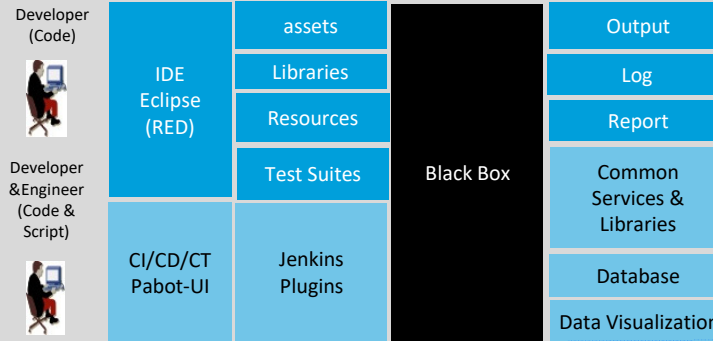 Developer
(Code)
Developer
&Engineer
(Code &
Script)
IDE
Eclipse
(RED)
CI/CD/CT
Pabot-UI
assets
Libraries
Resources
Test Suites
Jenkins
Plugins
Black Box
Output
Log
Report
Common
Services &
Libraries
Database
Data Visualization